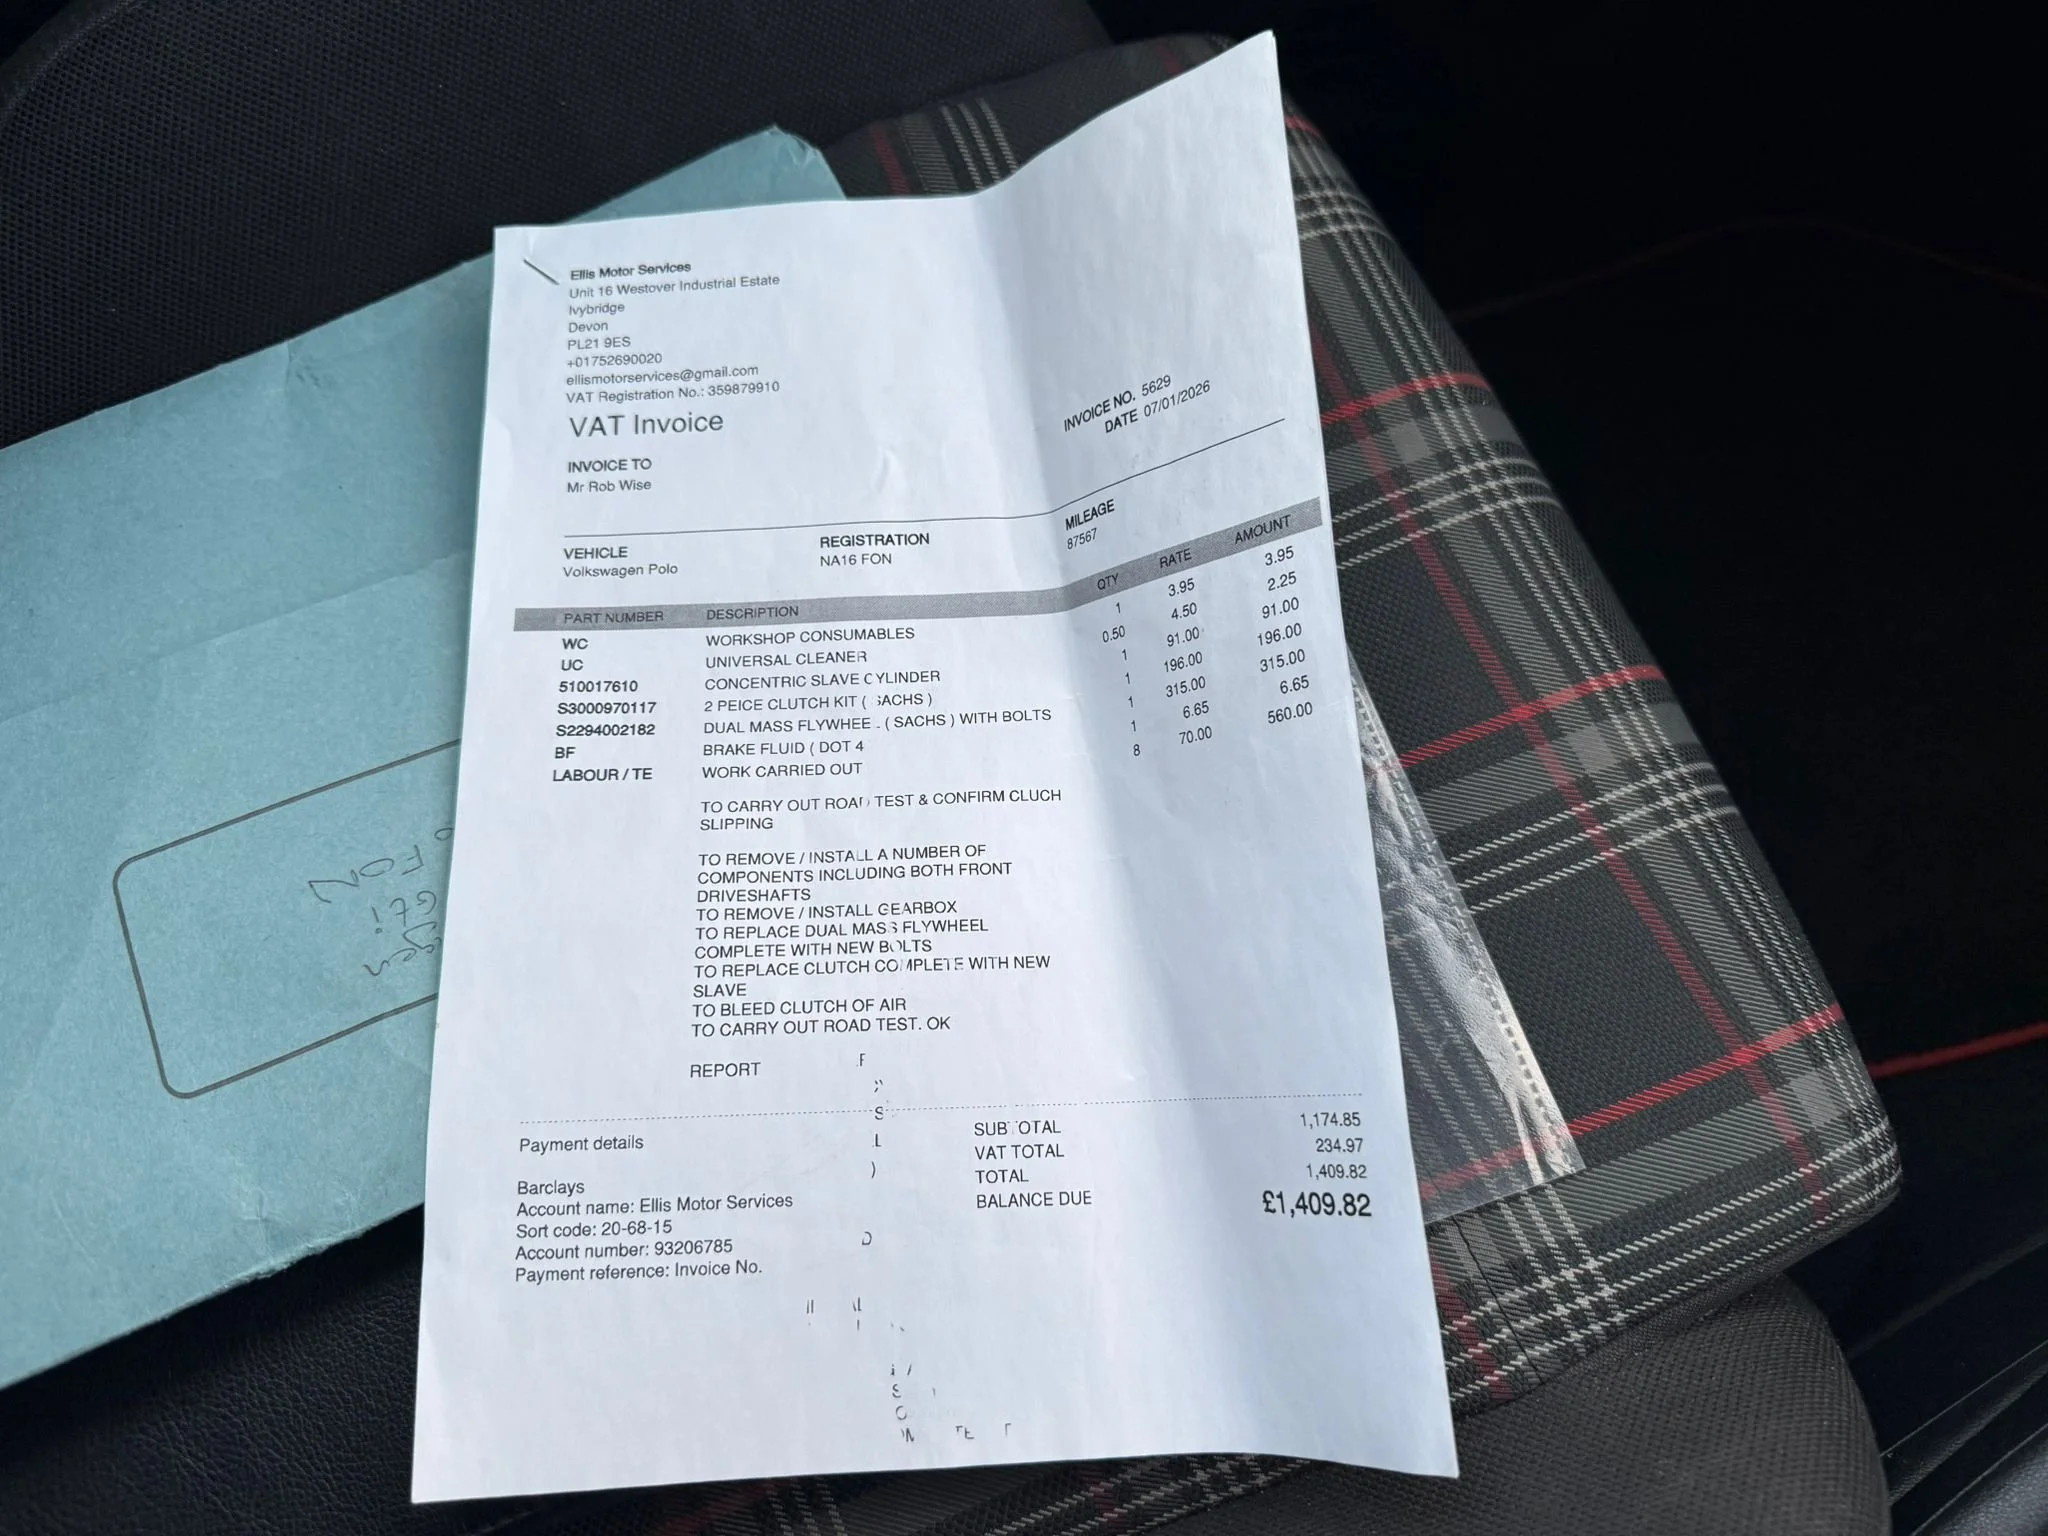 Ellis Motor Services
Unit 16 Westover Industrial Estate
Ivybridge
Devon
PL21 9ES
+01752690020
ellismotorservices@gmail.com
VAT Registration No.: 359879910
VAT Invoice
INVOICE NO. 5629
DATE 07/01/2026
INVOICE TO
Mr Rob Wise
VEHICLE REGISTRATION MILEAGE
Volkswagen Polo NA16 FON 87567
PART NUMBER DESCRIPTION QTY RATE AMOUNT
WC WORKSHOP CONSUMABLES 1 3.95 3.95
UC UNIVERSAL CLEANER 0.50 4.50 2.25
510017610 CONCENTRIC SLAVE CYLINDER 1 91.00 91.00
S3000970117 2 PEICE CLUTCH KIT ( SACHS ) 1 196.00 196.00
S2294002182 DUAL MASS FLYWHEEL ( SACHS ) WITH BOLTS 1 315.00 315.00
BF BRAKE FLUID ( DOT 4 1 6.65 6.65
LABOUR / TE WORK CARRIED OUT 8 70.00 560.00
TO CARRY OUT ROAD TEST & CONFIRM CLUCH
SLIPPING
TO REMOVE / INSTALL A NUMBER OF
COMPONENTS INCLUDING BOTH FRONT
DRIVESHAFTS
TO REMOVE / INSTALL GEARBOX
TO REPLACE DUAL MASS FLYWHEEL
COMPLETE WITH NEW BOLTS
TO REPLACE CLUTCH COMPLETE WITH NEW
SLAVE
TO BLEED CLUTCH OF AIR
TO CARRY OUT ROAD TEST. OK
REPORT
Payment details
Barclays
Account name: Ellis Motor Services
Sort code: 20-68-15
Account number: 93206785
Payment reference: Invoice No.
SUBTOTAL 1,174.85
VAT TOTAL 234.97
TOTAL 1,409.82
BALANCE DUE £1,409.82
FON
GTi